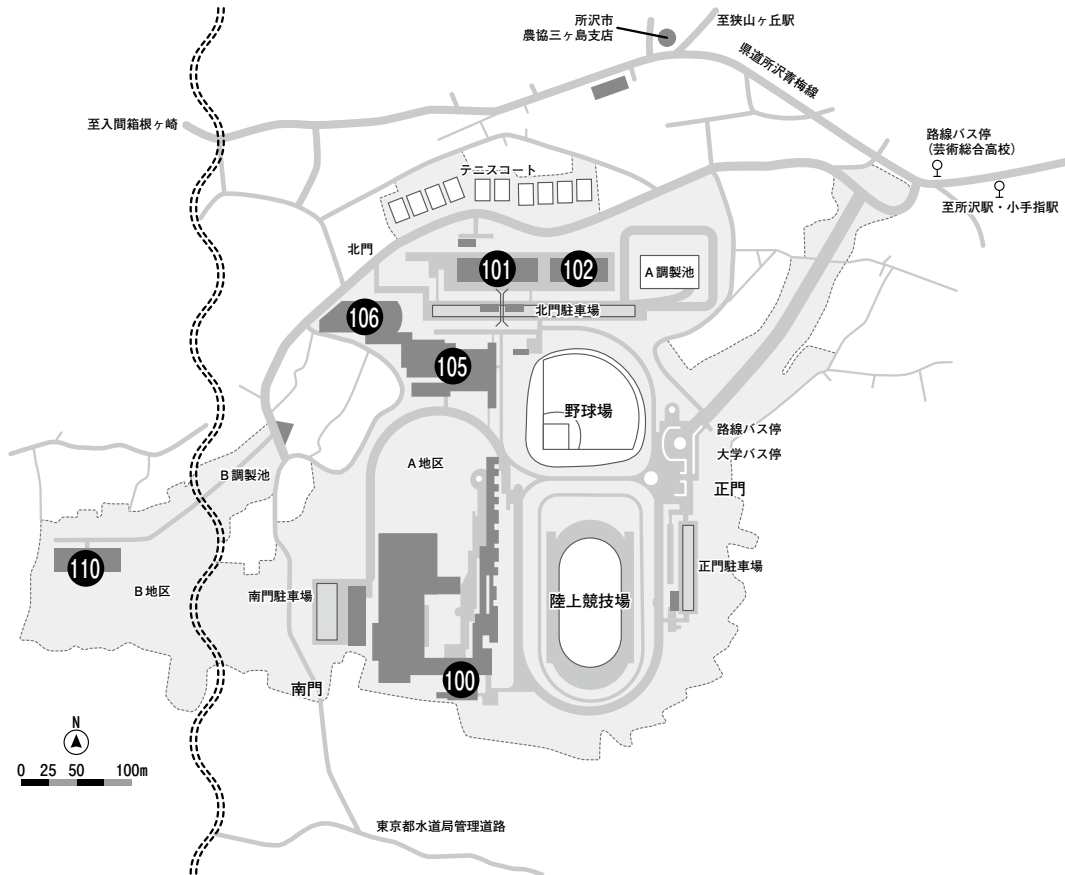 所沢市
農協三ヶ島支店
至狭山ヶ丘駅
県道所沢青梅線
至入間箱根ヶ崎
路線バス停
(芸術総合高校)
テニスコート
至所沢駅・小手指駅
北門
101
102
A調製池
106
北門駐車場
105
野球場
路線バス停
大学バス停
A地区
B調製池
正門
110
B地区
南門駐車場
正門駐車場
陸上競技場
100
南門
N
0 25 50 100m
東京都水道局管理道路